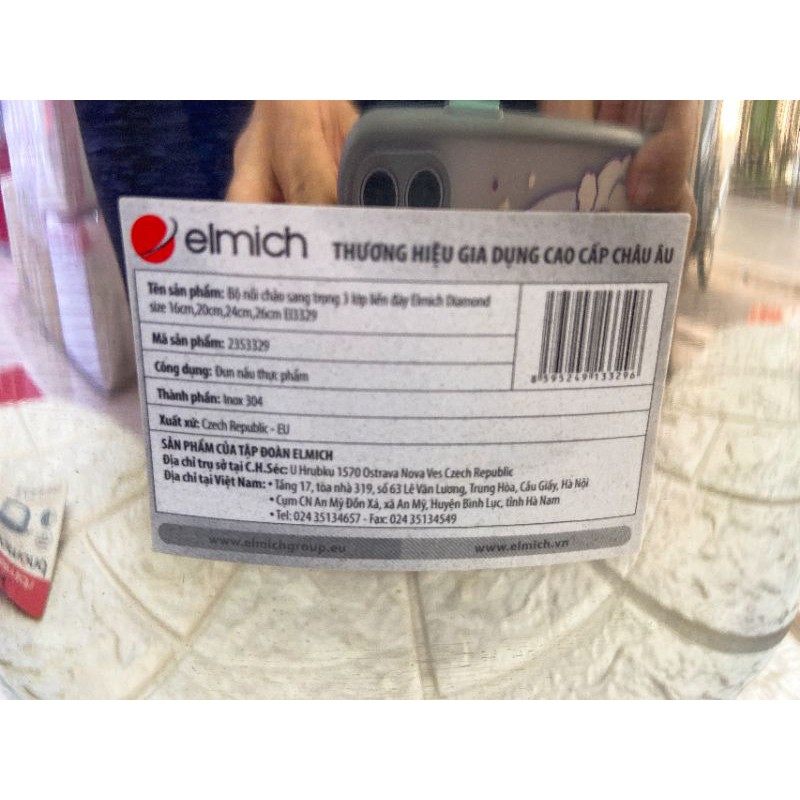 elmich
THƯƠNG HIỆU GIA DỤNG CAO CẤP CHÂU ÂU
Tên sản phẩm: Bộ nồi chảo sang trọng 3 lớp liền đáy Elmich Diamond
size 16cm,20cm,24cm,26cm El3329
Mã sản phẩm: 2353329
Công dụng: Đun nấu thực phẩm
Thành phần: Inox 304
Xuất xứ: Czech Republic - EU
8 595249 133296
SẢN PHẨM CỦA TẬP ĐOÀN ELMICH
Địa chỉ trụ sở tại C.H.Séc: U Hrubku 1570 Ostrava Nova Ves Czech Republic
Địa chỉ tại Việt Nam: • Tầng 17, tòa nhà 319, số 63 Lê Văn Lương, Trung Hòa, Cầu Giấy, Hà Nội
• Cụm CN An Mỹ Đồn Xá, xã An Mỹ, Huyện Bình Lục, tỉnh Hà Nam
• Tel: 024 35134657 - Fax: 024 35134549
www.elmichgroup.eu
www.elmich.vn